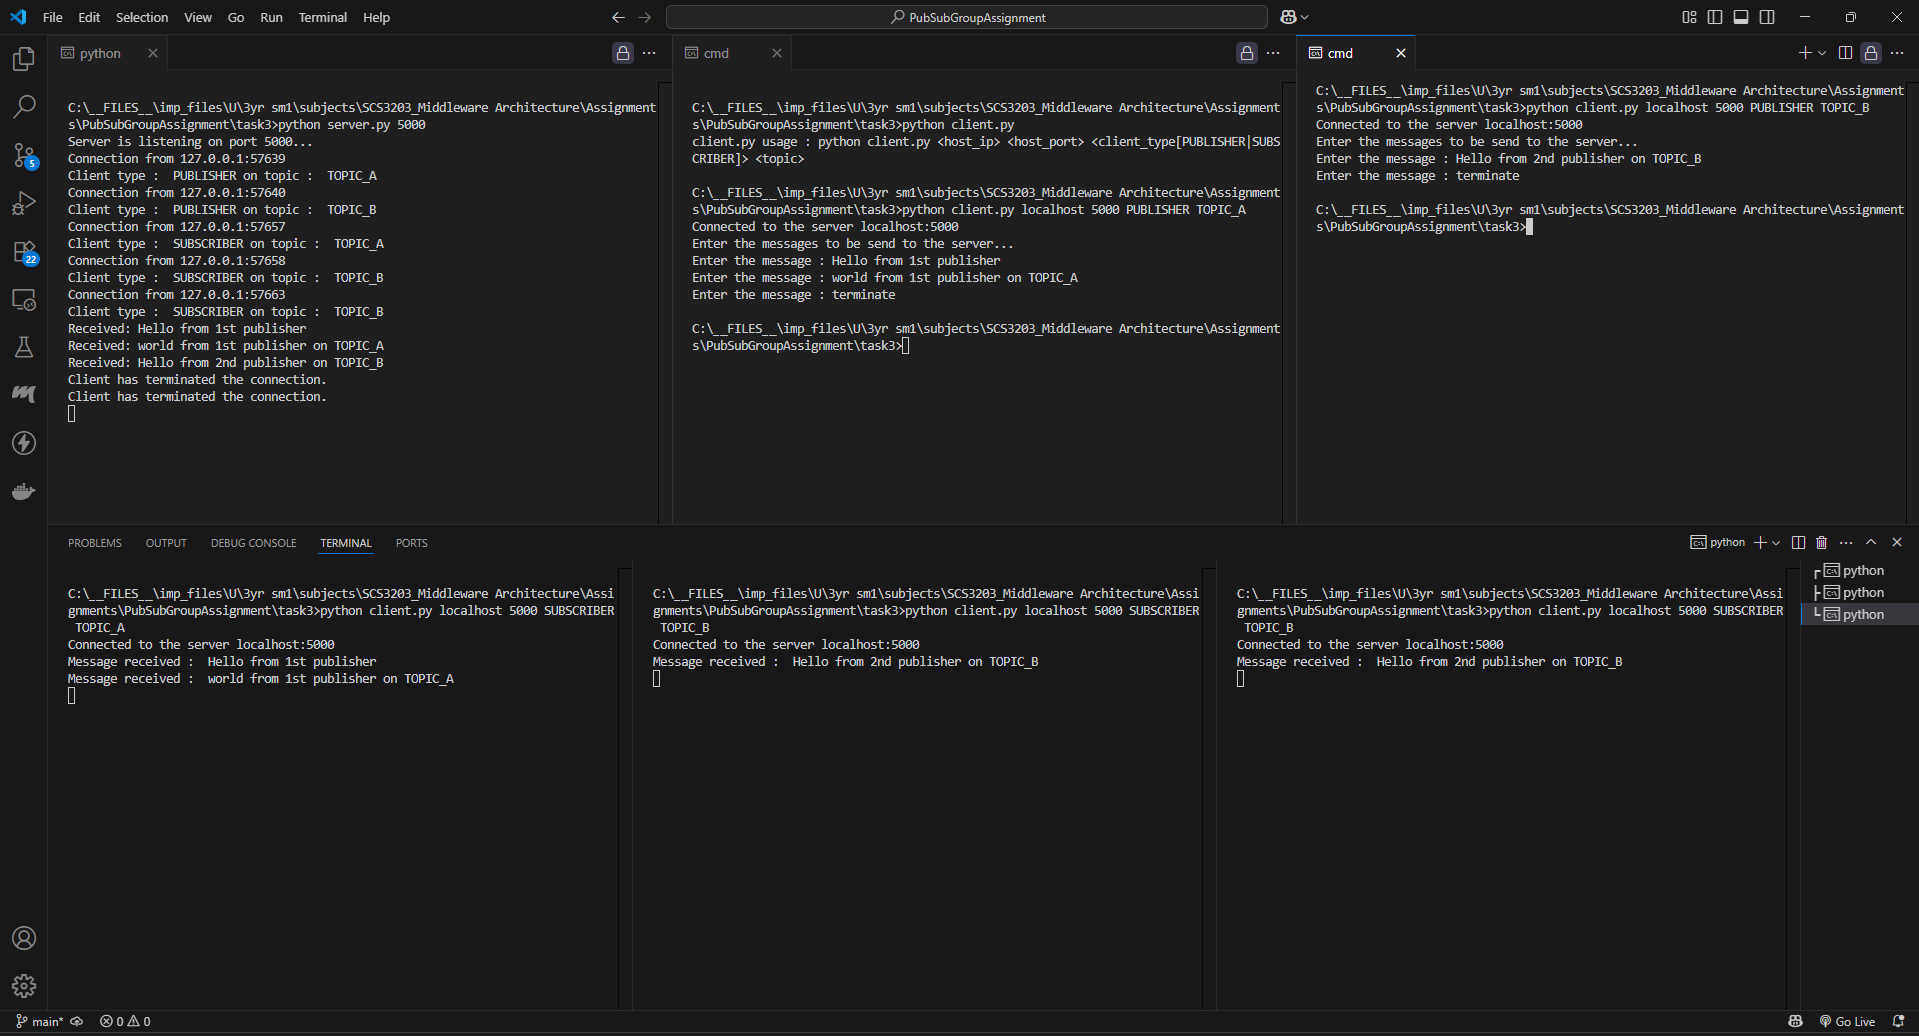 File Edit Selection View Go Run Terminal Help
PubSubGroupAssignment
python
cmd
cmd
C:\__FILES__\imp_files\U\3yr sm1\subjects\SCS3203_Middleware Architecture\Assignment
s\PubSubGroupAssignment\task3>python server.py 5000
Server is listening on port 5000...
Connection from 127.0.0.1:57639
Client type :  PUBLISHER on topic :  TOPIC_A
Connection from 127.0.0.1:57640
Client type :  PUBLISHER on topic :  TOPIC_B
Connection from 127.0.0.1:57657
Client type :  SUBSCRIBER on topic :  TOPIC_A
Connection from 127.0.0.1:57658
Client type :  SUBSCRIBER on topic :  TOPIC_B
Connection from 127.0.0.1:57663
Client type :  SUBSCRIBER on topic :  TOPIC_B
Received: Hello from 1st publisher
Received: world from 1st publisher on TOPIC_A
Received: Hello from 2nd publisher on TOPIC_B
Client has terminated the connection.
Client has terminated the connection.
C:\__FILES__\imp_files\U\3yr sm1\subjects\SCS3203_Middleware Architecture\Assignment
s\PubSubGroupAssignment\task3>python client.py
client.py usage : python client.py <host_ip> <host_port> <client_type[PUBLISHER|SUBS
CRIBER]> <topic>
C:\__FILES__\imp_files\U\3yr sm1\subjects\SCS3203_Middleware Architecture\Assignment
s\PubSubGroupAssignment\task3>python client.py localhost 5000 PUBLISHER TOPIC_A
Connected to the server localhost:5000
Enter the messages to be send to the server...
Enter the message : Hello from 1st publisher
Enter the message : world from 1st publisher on TOPIC_A
Enter the message : terminate
C:\__FILES__\imp_files\U\3yr sm1\subjects\SCS3203_Middleware Architecture\Assignment
s\PubSubGroupAssignment\task3>
C:\__FILES__\imp_files\U\3yr sm1\subjects\SCS3203_Middleware Architecture\Assignment
s\PubSubGroupAssignment\task3>python client.py localhost 5000 PUBLISHER TOPIC_B
Connected to the server localhost:5000
Enter the messages to be send to the server...
Enter the message : Hello from 2nd publisher on TOPIC_B
Enter the message : terminate
C:\__FILES__\imp_files\U\3yr sm1\subjects\SCS3203_Middleware Architecture\Assignment
s\PubSubGroupAssignment\task3>
5
22
PROBLEMS OUTPUT DEBUG CONSOLE TERMINAL PORTS
python
C:\__FILES__\imp_files\U\3yr sm1\subjects\SCS3203_Middleware Architecture\Assi
gnments\PubSubGroupAssignment\task3>python client.py localhost 5000 SUBSCRIBER
TOPIC_A
Connected to the server localhost:5000
Message received :  Hello from 1st publisher
Message received :  world from 1st publisher on TOPIC_A
C:\__FILES__\imp_files\U\3yr sm1\subjects\SCS3203_Middleware Architecture\Assi
gnments\PubSubGroupAssignment\task3>python client.py localhost 5000 SUBSCRIBER
TOPIC_B
Connected to the server localhost:5000
Message received :  Hello from 2nd publisher on TOPIC_B
C:\__FILES__\imp_files\U\3yr sm1\subjects\SCS3203_Middleware Architecture\Assi
gnments\PubSubGroupAssignment\task3>python client.py localhost 5000 SUBSCRIBER
TOPIC_B
Connected to the server localhost:5000
Message received :  Hello from 2nd publisher on TOPIC_B
python
python
python
main* 0 0 Go Live